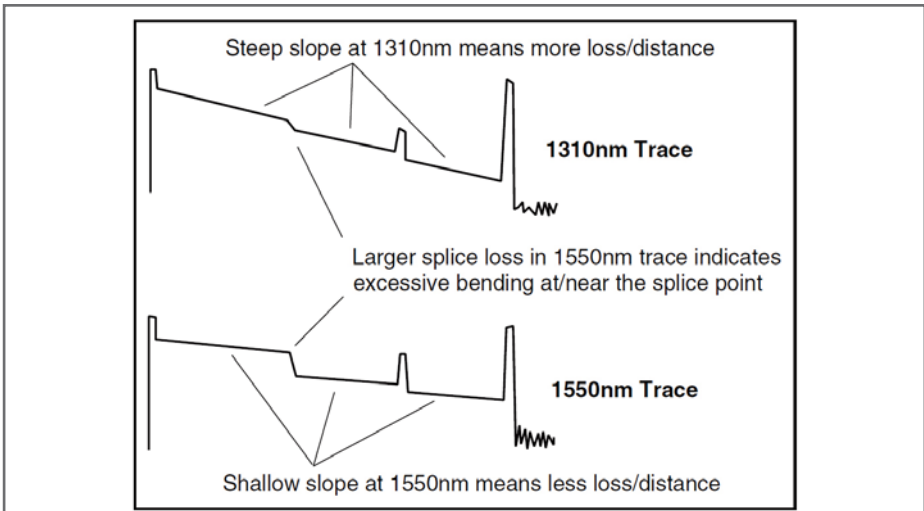 Steep slope at 1310nm means more loss/distance
1310nm Trace
Larger splice loss in 1550nm trace indicates
excessive bending at/near the splice point
1550nm Trace
Shallow slope at 1550nm means less loss/distance